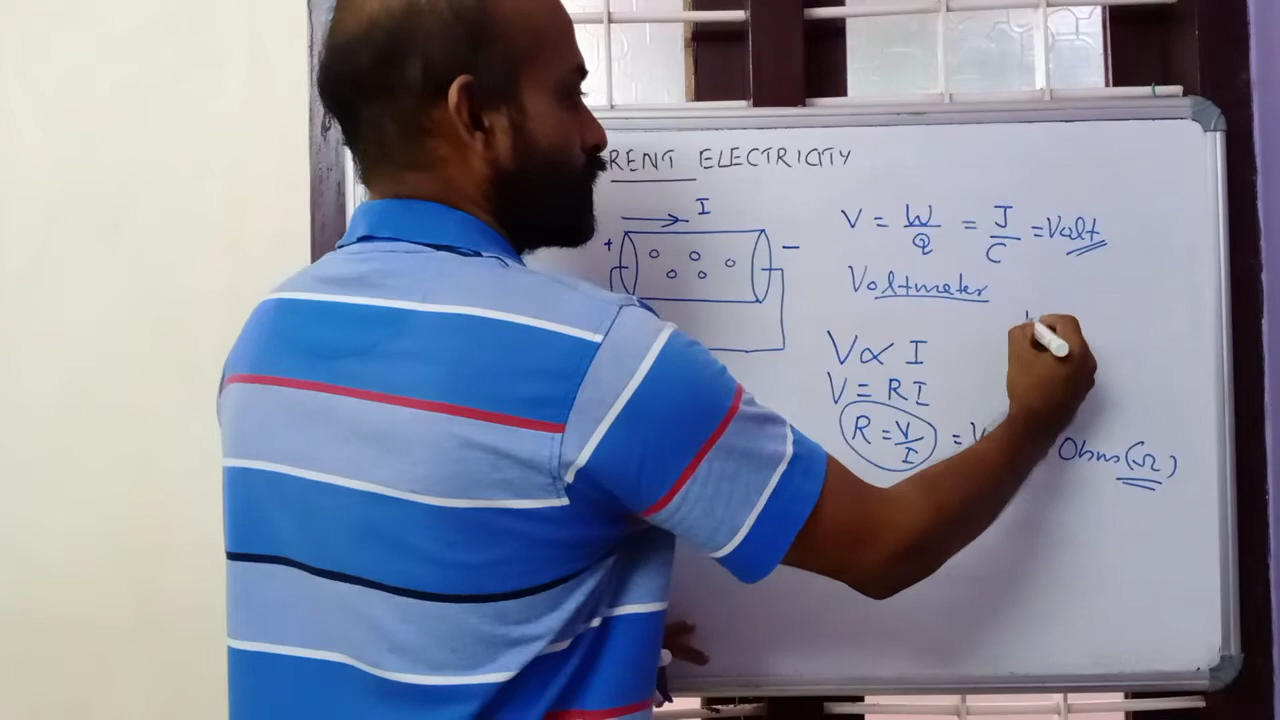 RENT ELECTRICITY
I
+ −
V = W/Q = J/C = Volt
Voltmeter
V ∝ I
V = RI
R = V/I = V Ohms (Ω)